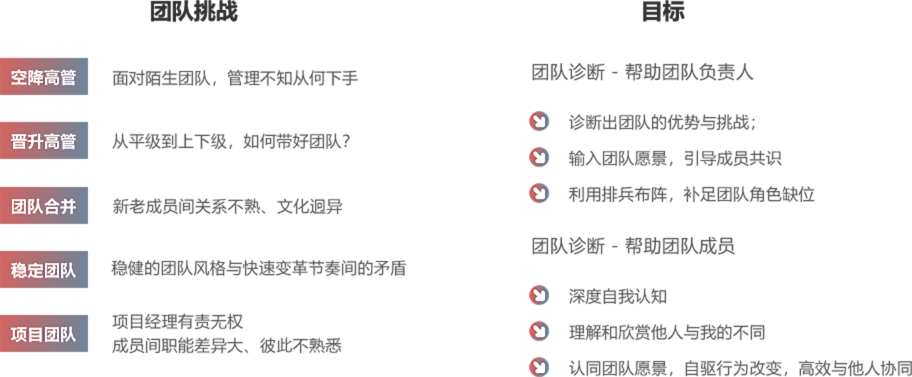 团队挑战
空降高管
面对陌生团队，管理不知从何下手
晋升高管
从平级到上下级，如何带好团队？
团队合并
新老成员间关系不熟、文化迥异
稳定团队
稳健的团队风格与快速变革节奏间的矛盾
项目团队
项目经理有责无权
成员间职能差异大、彼此不熟悉
目标
团队诊断 - 帮助团队负责人
诊断出团队的优势与挑战；
输入团队愿景，引导成员共识
利用排兵布阵，补足团队角色缺位
团队诊断 - 帮助团队成员
深度自我认知
理解和欣赏他人与我的不同
认同团队愿景，自驱行为改变，高效与他人协同